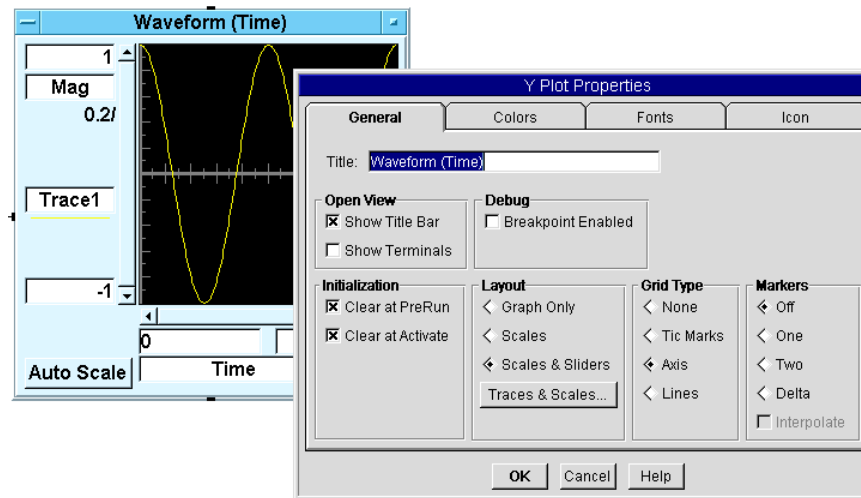 Waveform (Time)
1
Mag
0.2/
Trace1
-1
0
Auto Scale
Time
Y Plot Properties
General
Colors
Fonts
Icon
Title: Waveform (Time)
Open View
Show Title Bar
Show Terminals
Debug
Breakpoint Enabled
Initialization
Clear at PreRun
Clear at Activate
Layout
Graph Only
Scales
Scales & Sliders
Traces & Scales...
Grid Type
None
Tic Marks
Axis
Lines
Markers
Off
One
Two
Delta
Interpolate
OK
Cancel
Help